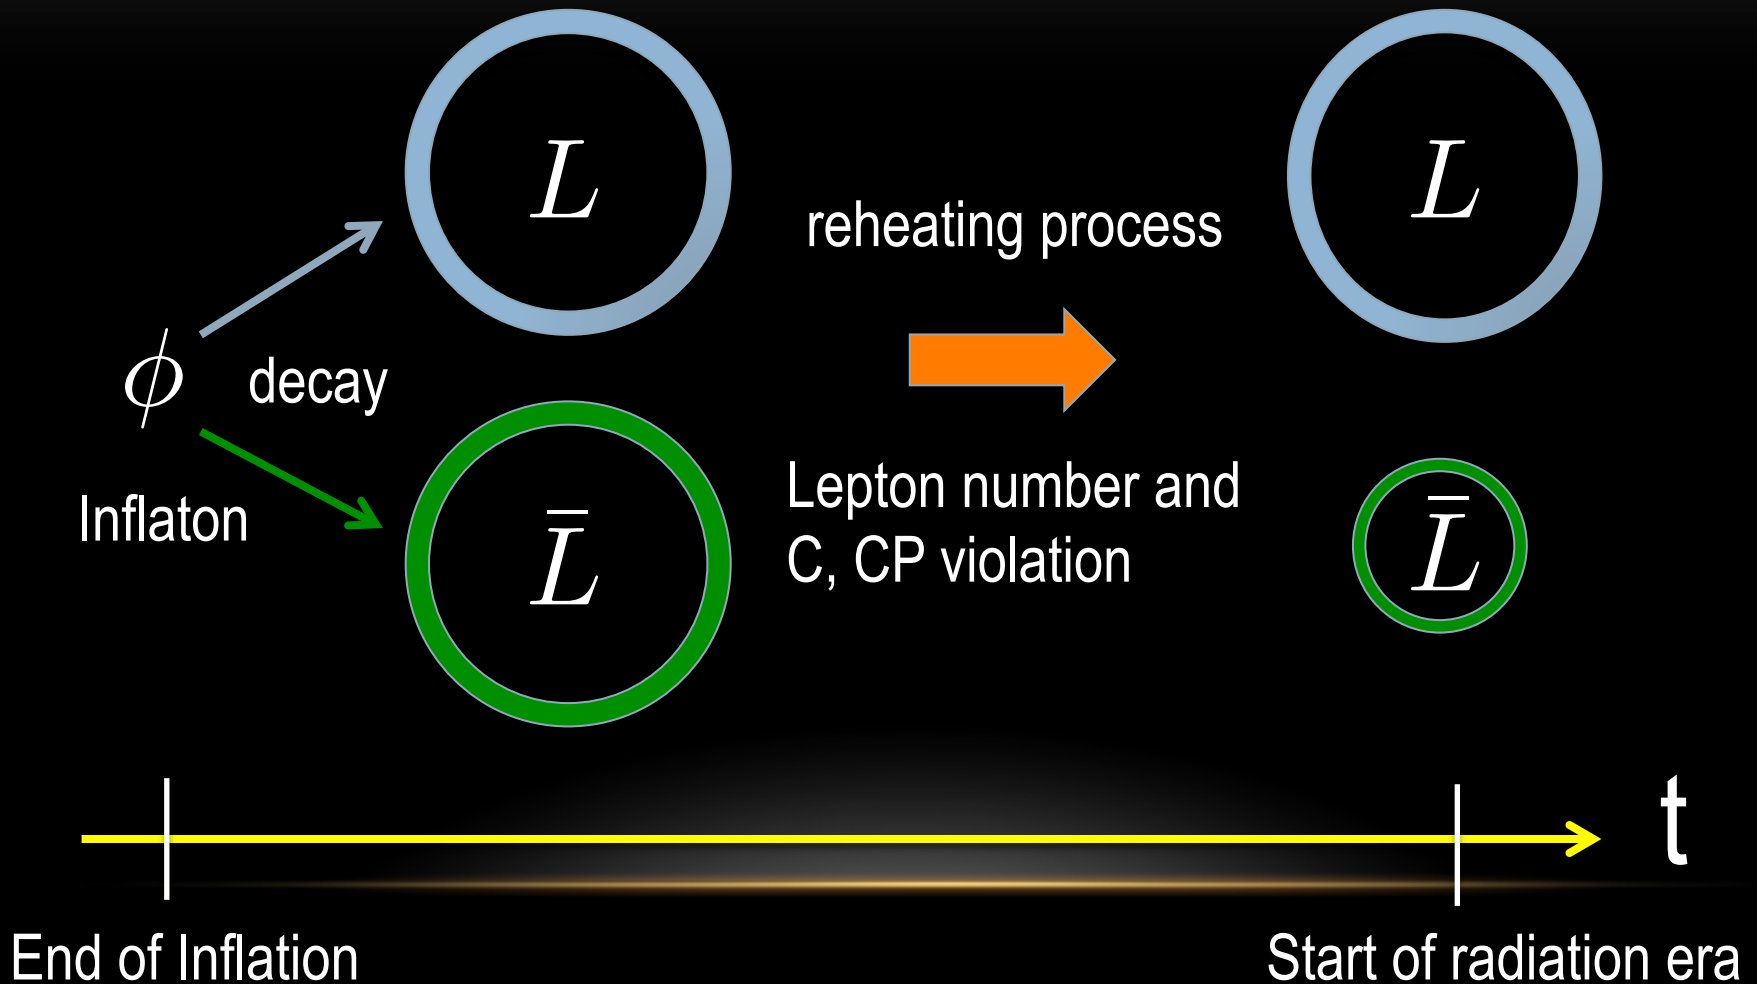 L
L
reheating process
ϕ
decay
Lepton number and
C, CP violation
Inflaton
L̄
L̄
t
End of Inflation
Start of radiation era